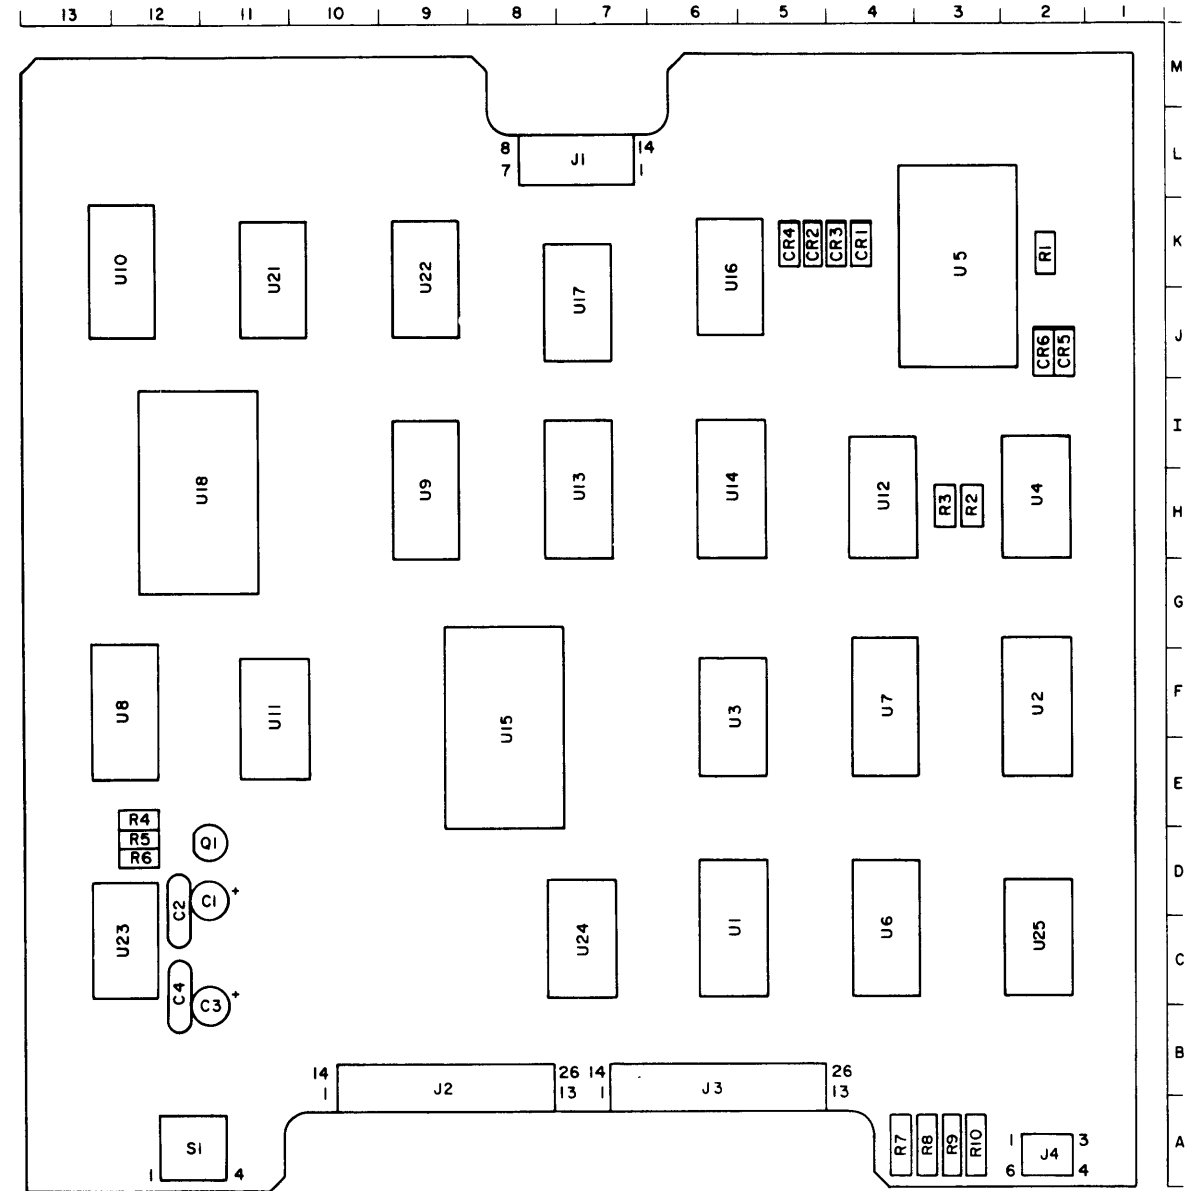 13 12 11 10 9 8 7 6 5 4 3 2 1
M
8 J1 14
7 1
L
U10 U21 U22 U17 U16 CR4 CR2 CR3 CR1 U5 R1
K
CR6 CR5
J
I
U18 U9 U13 U14 U12 R3 R2 U4
H
G
U8 U11 U15 U3 U7 U2
F
E
R4
R5 Q1
R6
D
U23 C2 C1 + U24 U1 U6 U25
C
C4 C3 +
B
14 J2 26 14 J3 26
1 13 1 13
S1 R7 R8 R9 R10 1 J4 3
A
1 4 6 4